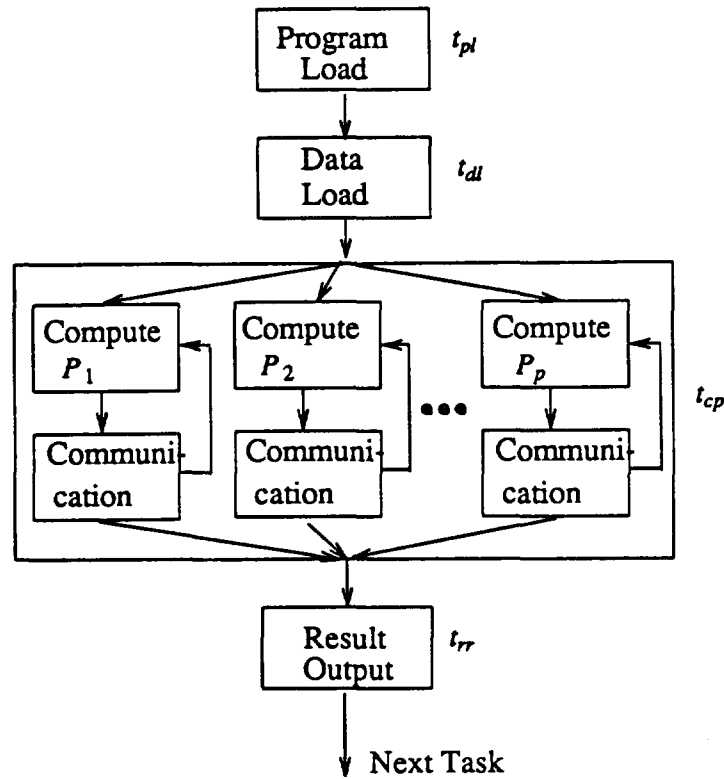 Program
Load
t_pl
Data
Load
t_dl
Compute
P_1
Compute
P_2
Compute
P_p
t_cp
Communi-
cation
Communi-
cation
Communi-
cation
Result
Output
t_rr
Next Task